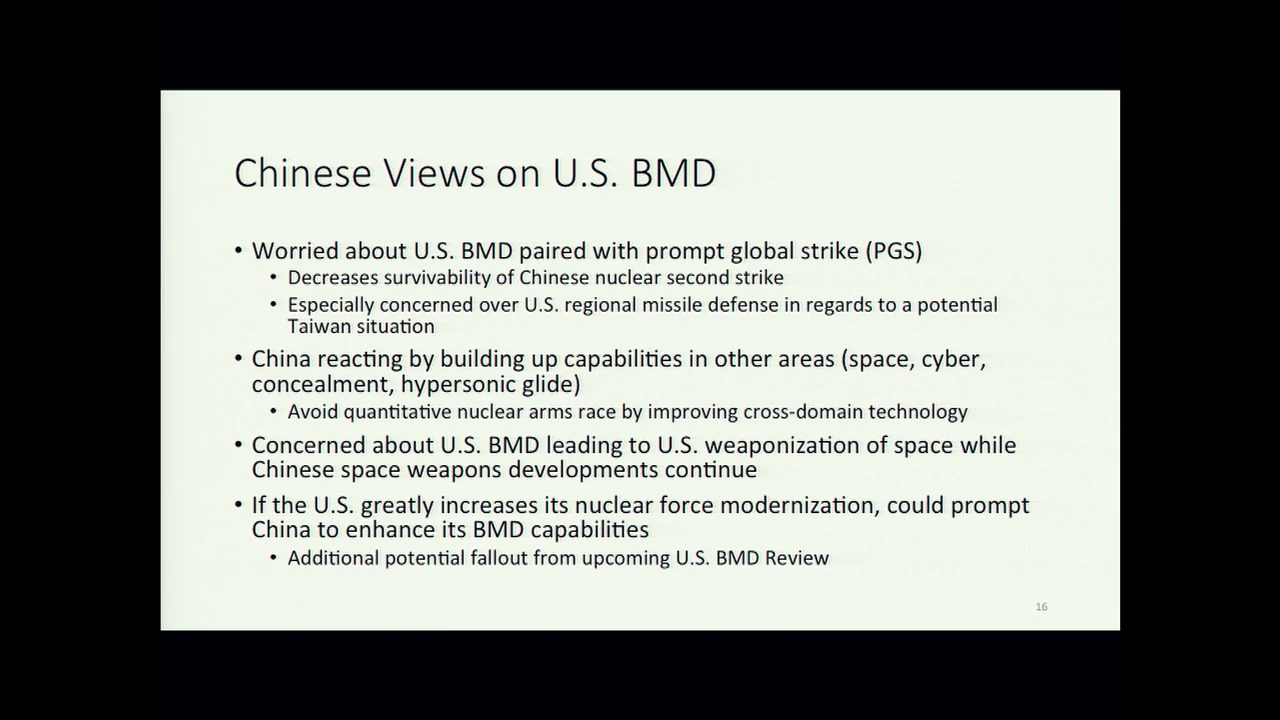 Chinese Views on U.S. BMD
• Worried about U.S. BMD paired with prompt global strike (PGS)
• Decreases survivability of Chinese nuclear second strike
• Especially concerned over U.S. regional missile defense in regards to a potential
Taiwan situation
• China reacting by building up capabilities in other areas (space, cyber,
concealment, hypersonic glide)
• Avoid quantitative nuclear arms race by improving cross-domain technology
• Concerned about U.S. BMD leading to U.S. weaponization of space while
Chinese space weapons developments continue
• If the U.S. greatly increases its nuclear force modernization, could prompt
China to enhance its BMD capabilities
• Additional potential fallout from upcoming U.S. BMD Review
16